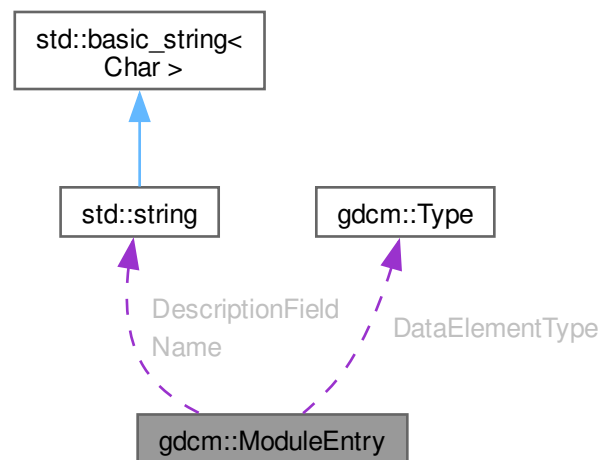 std::basic_string<
Char >
std::string
gdcm::Type
DescriptionField
Name
DataElementType
gdcm::ModuleEntry